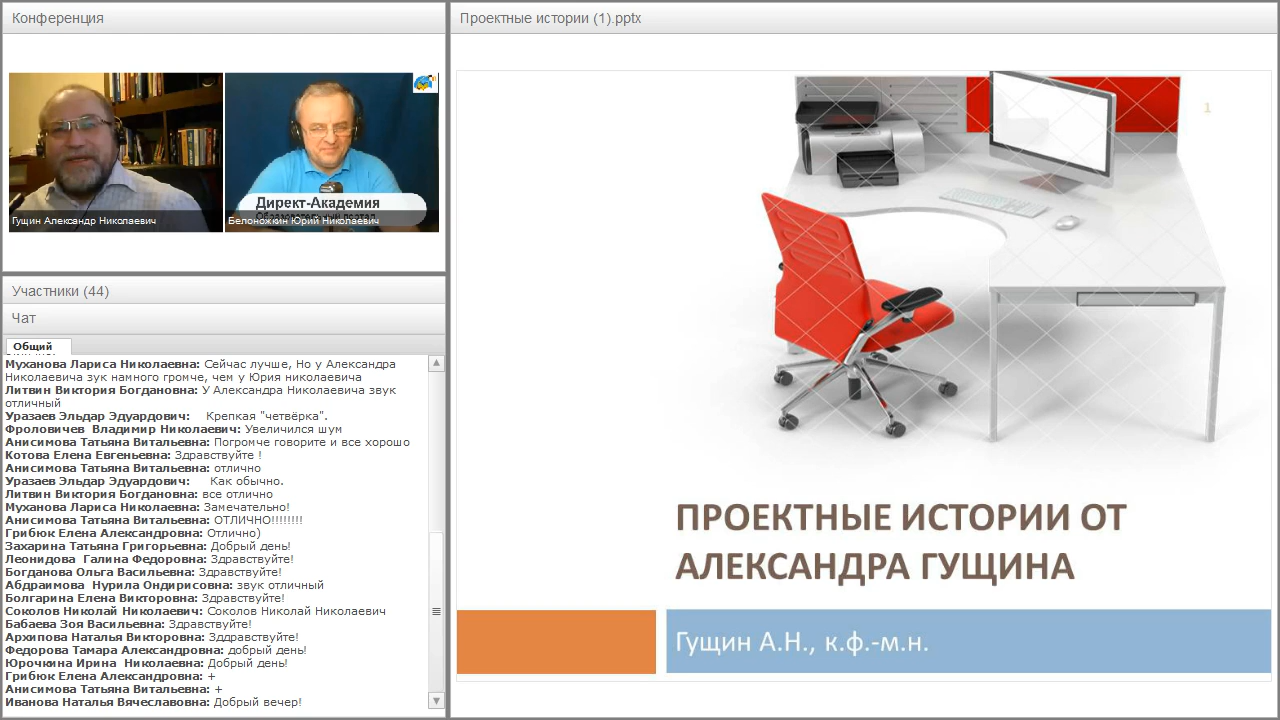 Конференция
Гущин Александр Николаевич
Директ-Академия
Белоножкин Юрий Николаевич
Участники (44)
Чат
Общий
Муханова Лариса Николаевна: Сейчас лучше, Но у Александра
Николаевича зук намного громче, чем у Юрия николаевича
Литвин Виктория Богдановна: У Александра Николаевича звук
отличный
Уразаев Эльдар Эдуардович: Крепкая "четвёрка".
Фроловичев Владимир Николаевич: Увеличился шум
Анисимова Татьяна Витальевна: Погромче говорите и все хорошо
Котова Елена Евгеньевна: Здравствуйте !
Анисимова Татьяна Витальевна: отлично
Уразаев Эльдар Эдуардович: Как обычно.
Литвин Виктория Богдановна: все отлично
Муханова Лариса Николаевна: Замечательно!
Анисимова Татьяна Витальевна: ОТЛИЧНО!!!!!!!!
Грибюк Елена Александровна: Отлично)
Захарина Татьяна Григорьевна: Добрый день!
Леонидова Галина Федоровна: Здравствуйте!
Богданова Ольга Васильевна: Здравствуйте!
Абдраимова Нурила Ондирисовна: звук отличный
Болгарина Елена Викторовна: Здравствуйте!
Соколов Николай Николаевич: Соколов Николай Николаевич
Бабаева Зоя Васильевна: Здравствуйте!
Архипова Наталья Викторовна: Зддравствуйте!
Федорова Тамара Александровна: добрый день!
Юрочкина Ирина Николаевна: Добрый день!
Грибюк Елена Александровна: +
Анисимова Татьяна Витальевна: +
Иванова Наталья Вячеславовна: Добрый вечер!
Проектные истории (1).pptx
1
ПРОЕКТНЫЕ ИСТОРИИ ОТ
АЛЕКСАНДРА ГУЩИНА
Гущин А.Н., к.ф.-м.н.